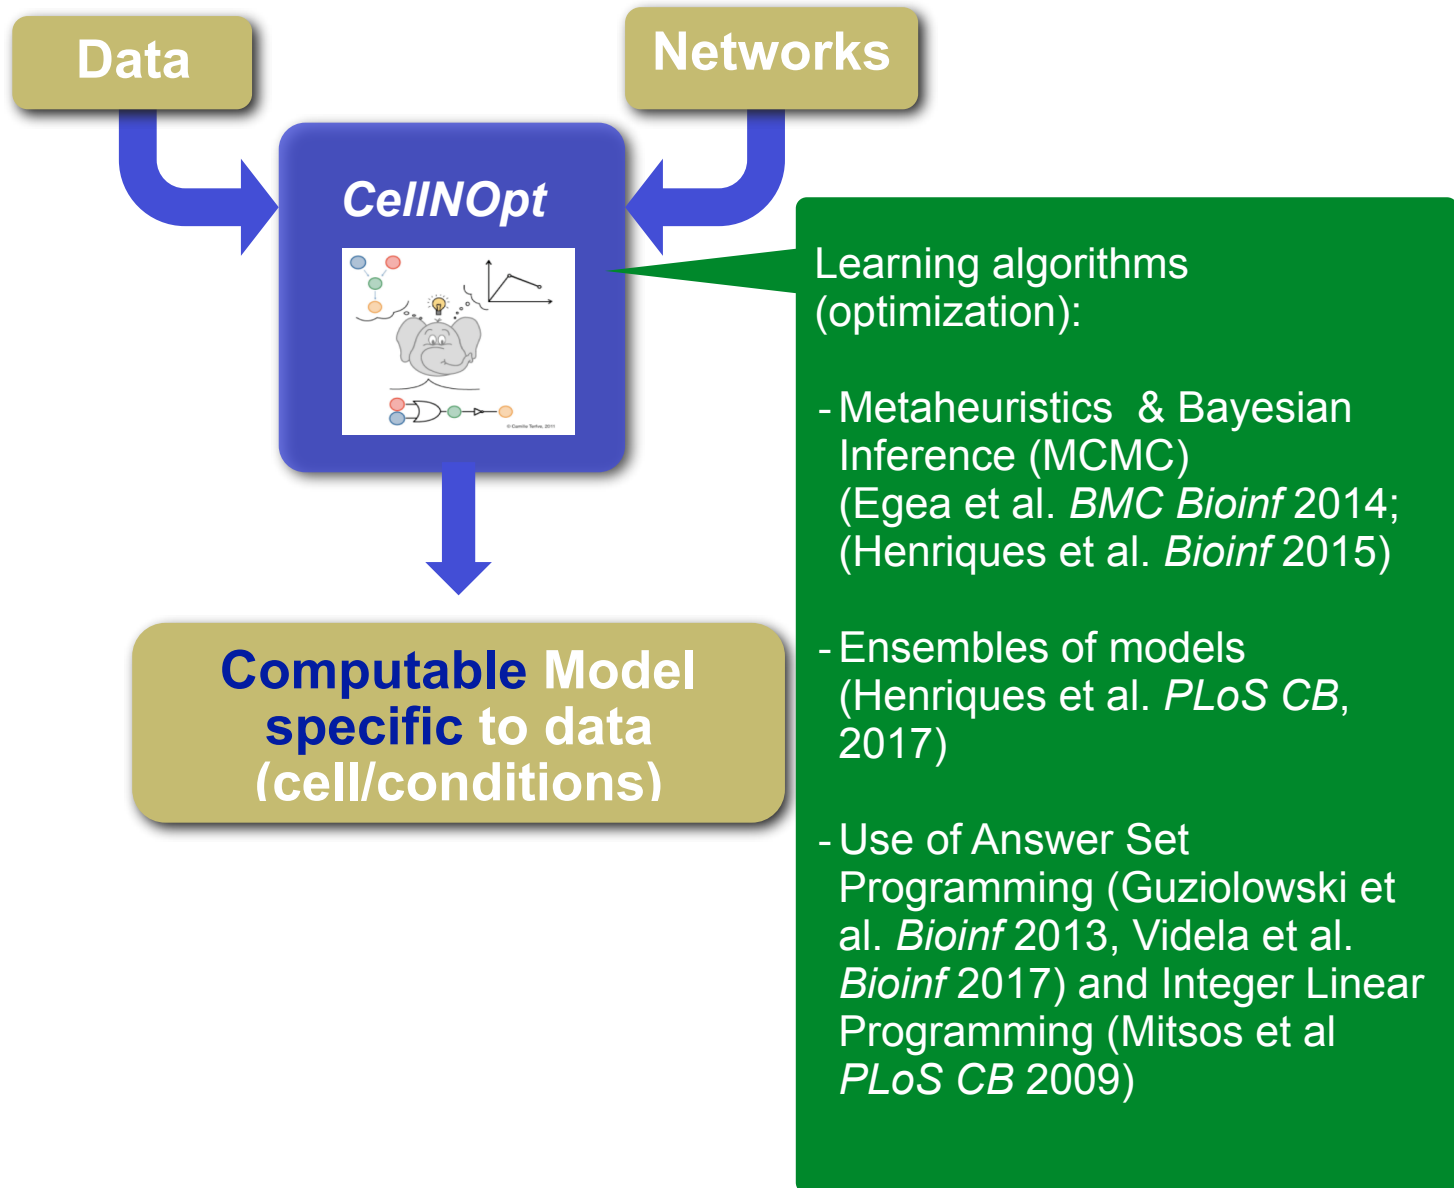 Data
Networks
CellNOpt
© Camille Terfve, 2011
Learning algorithms
(optimization):
- Metaheuristics & Bayesian
Inference (MCMC)
(Egea et al. BMC Bioinf 2014;
(Henriques et al. Bioinf 2015)
- Ensembles of models
(Henriques et al. PLoS CB,
2017)
- Use of Answer Set
Programming (Guziolowski et
al. Bioinf 2013, Videla et al.
Bioinf 2017) and Integer Linear
Programming (Mitsos et al
PLoS CB 2009)
Computable Model
specific to data
(cell/conditions)